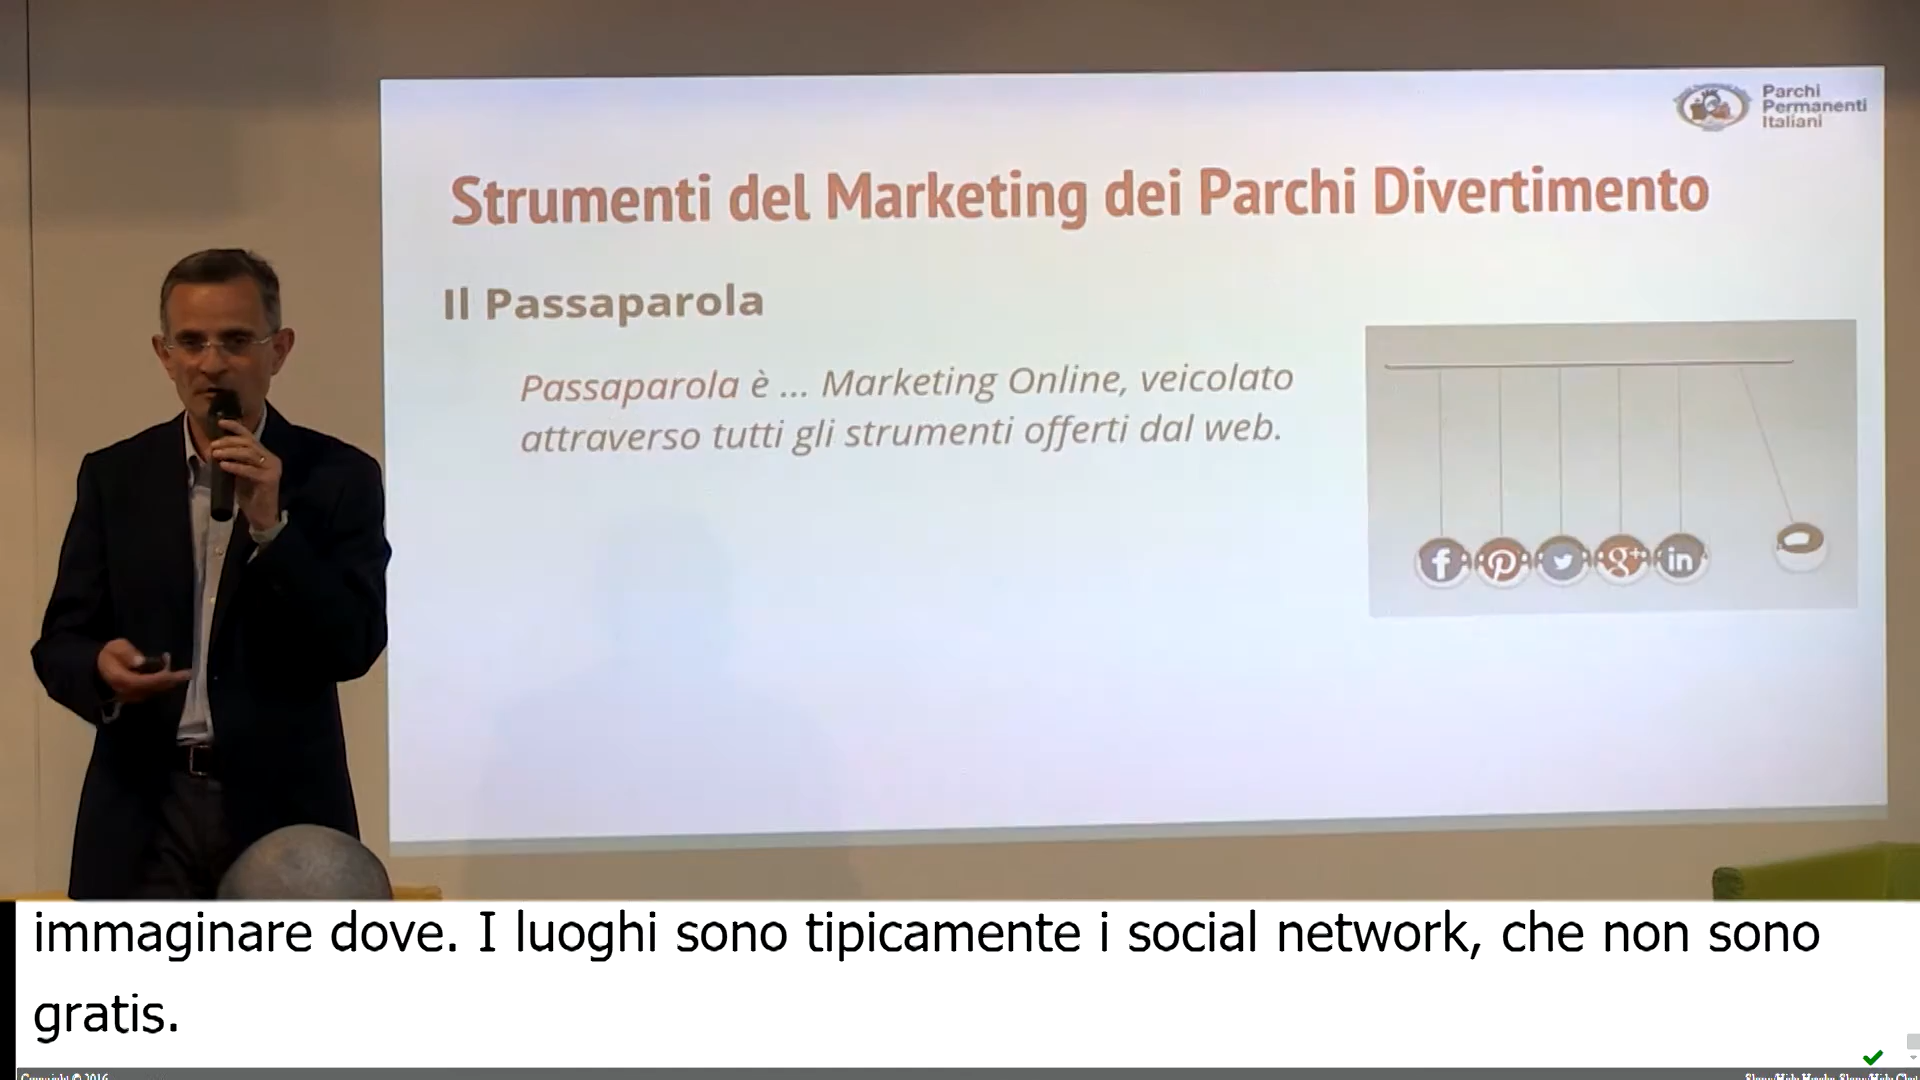 Parchi
Permanenti
Italiani
Strumenti del Marketing dei Parchi Divertimento
Il Passaparola
Passaparola è ... Marketing Online, veicolato
attraverso tutti gli strumenti offerti dal web.
f
g+
in
immaginare dove. I luoghi sono tipicamente i social network, che non sono
gratis.